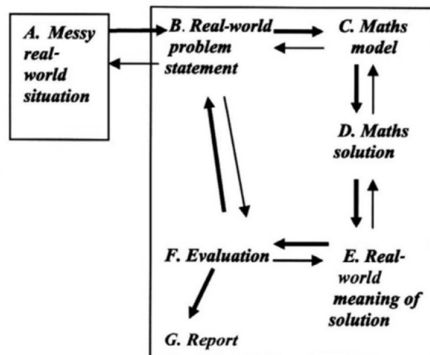 A. Messy
real-
world
situation
B. Real-world
problem
statement
C. Maths
model
D. Maths
solution
F. Evaluation
E. Real-
world
meaning of
solution
G. Report